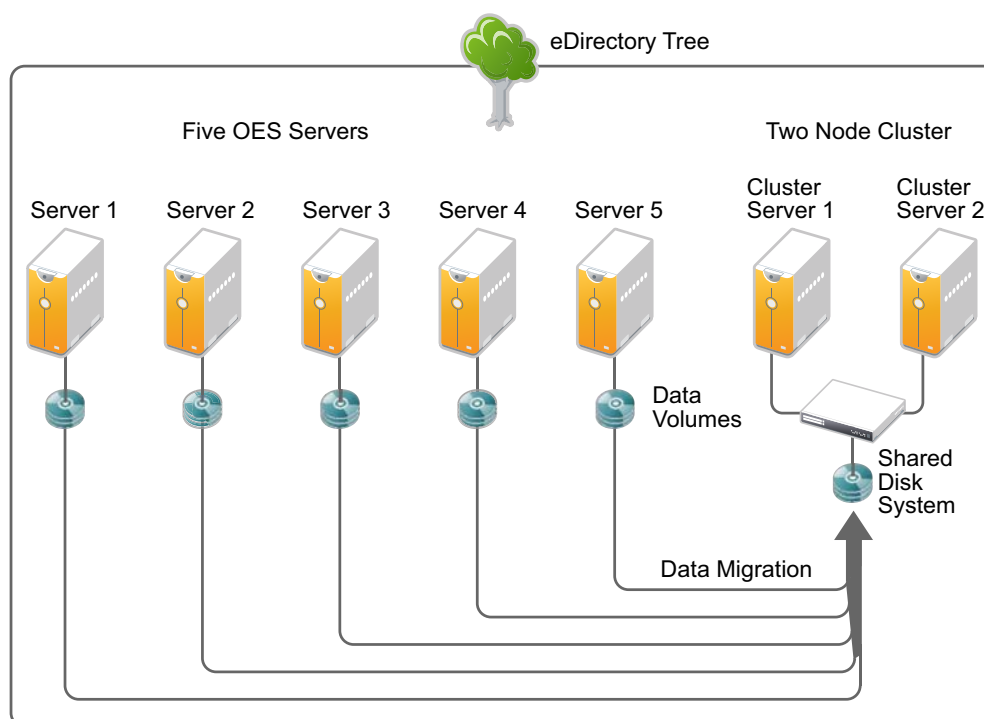 eDirectory Tree
Five OES Servers
Two Node Cluster
Server 1
Server 2
Server 3
Server 4
Server 5
Cluster
Server 1
Cluster
Server 2
Data
Volumes
Shared
Disk
System
Data Migration